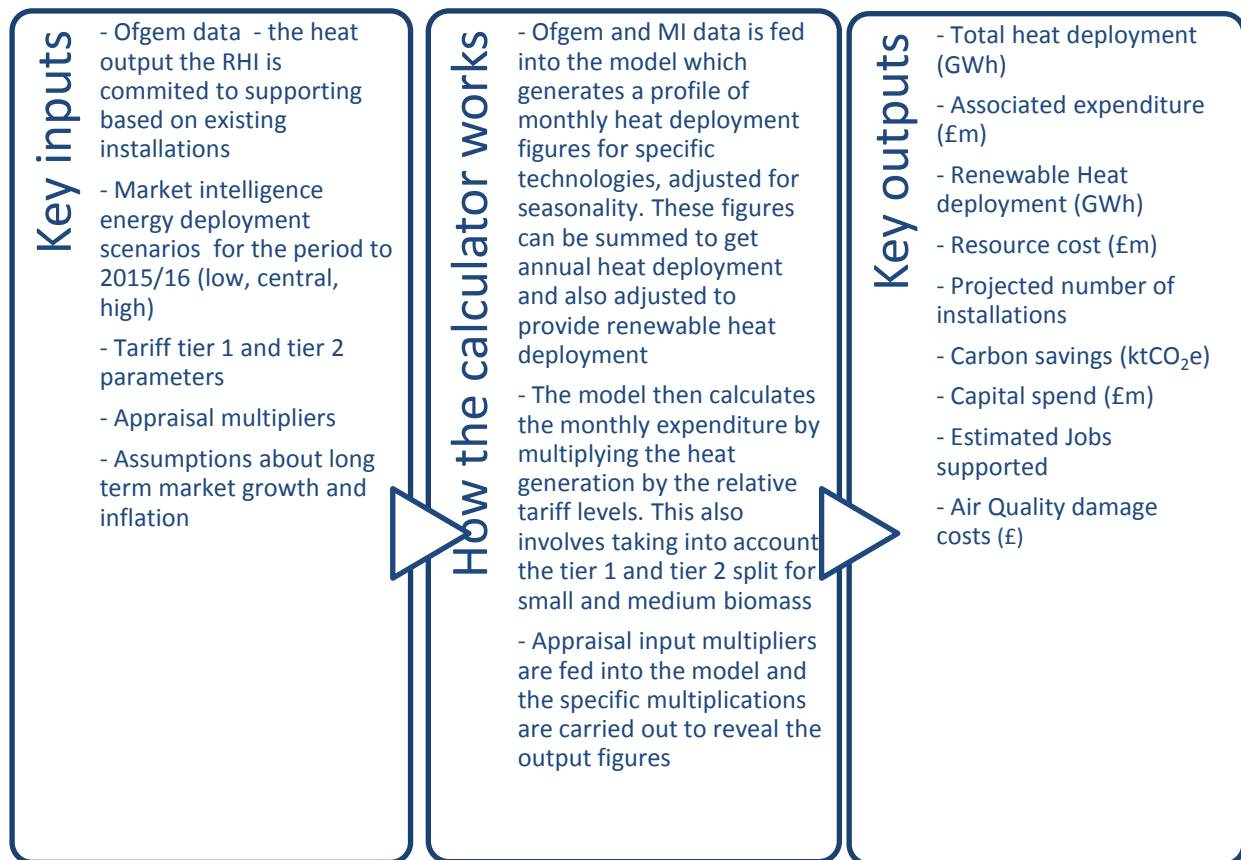 Key inputs
- Ofgem data  - the heat
output the RHI is
commited to supporting
based on existing
installations
- Market intelligence
energy deployment
scenarios  for the period to
2015/16 (low, central,
high)
- Tariff tier 1 and tier 2
parameters
- Appraisal multipliers
- Assumptions about long
term market growth and
inflation
How the calculator works
- Ofgem and MI data is fed
into the model which
generates a profile of
monthly heat deployment
figures for specific
technologies, adjusted for
seasonality. These figures
can be summed to get
annual heat deployment
and also adjusted to
provide renewable heat
deployment
- The model then calculates
the monthly expenditure by
multiplying the heat
generation by the relative
tariff levels. This also
involves taking into account
the tier 1 and tier 2 split for
small and medium biomass
- Appraisal input multipliers
are fed into the model and
the specific multiplications
are carried out to reveal the
output figures
Key outputs
- Total heat deployment
(GWh)
- Associated expenditure
(£m)
- Renewable Heat
deployment (GWh)
- Resource cost (£m)
- Projected number of
installations
- Carbon savings (ktCO₂e)
- Capital spend (£m)
- Estimated Jobs
supported
- Air Quality damage
costs (£)